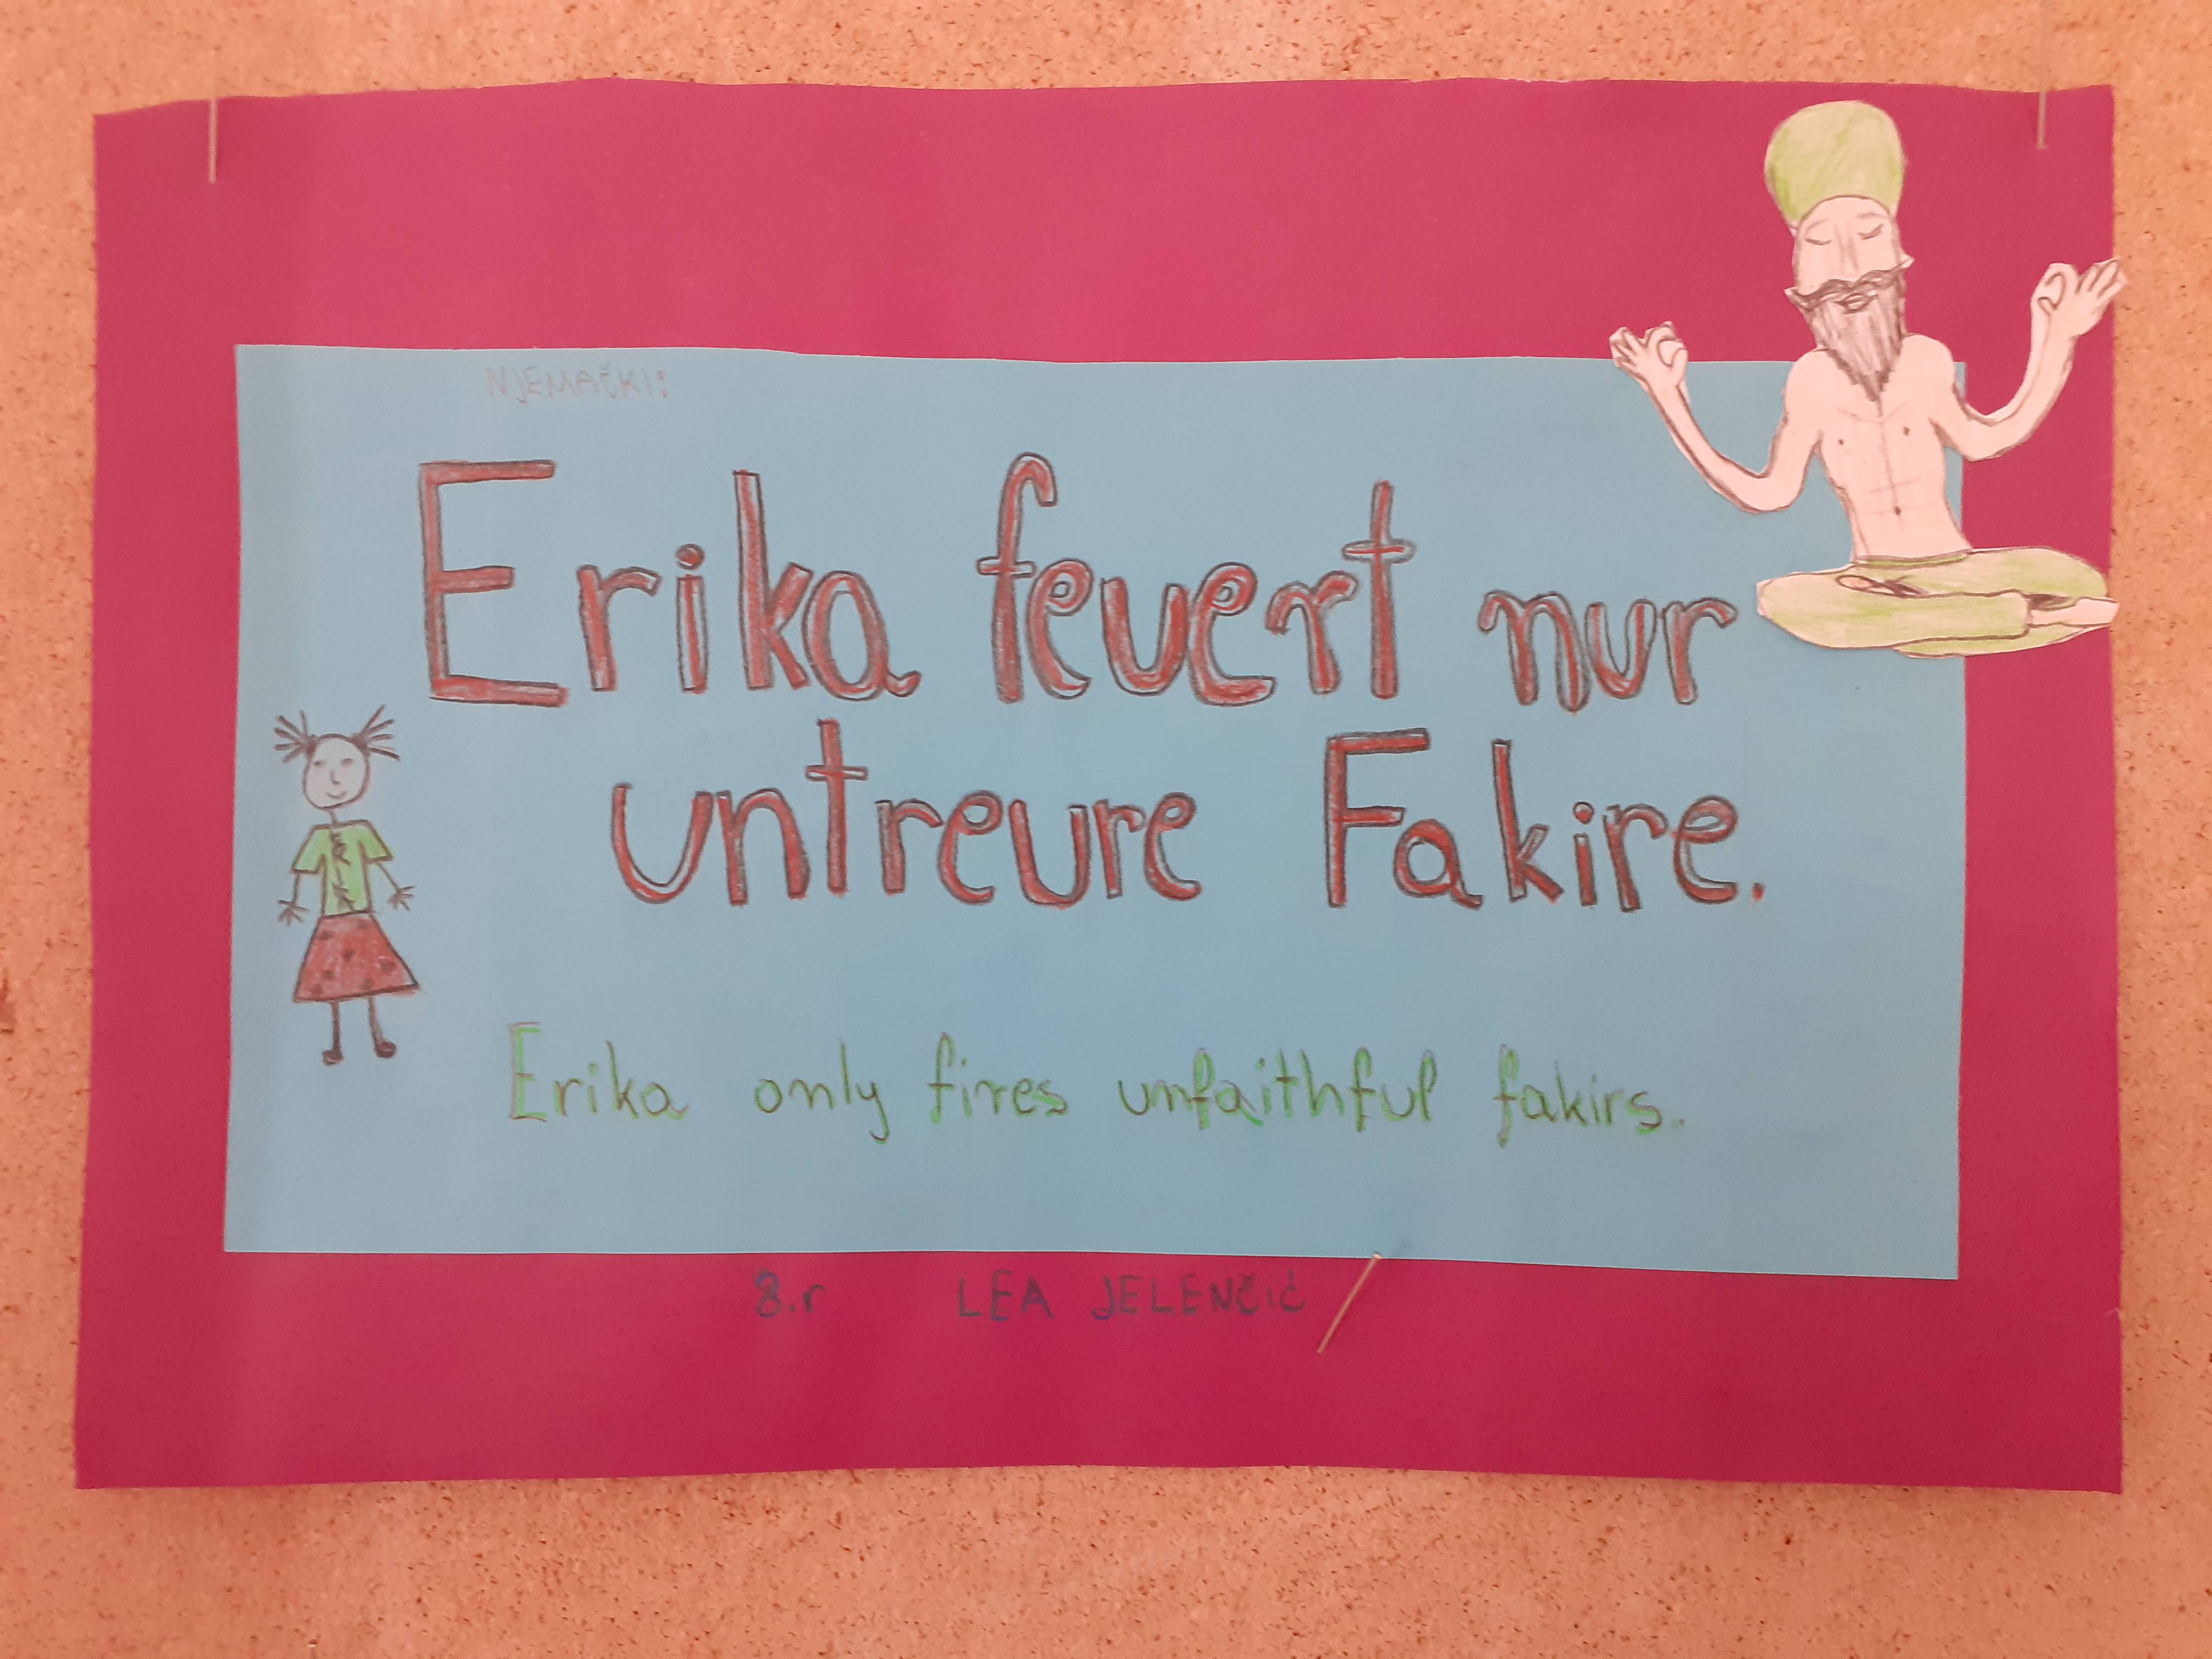 NJEMAČKI:
Erika feuert nur
untreure Fakire.
Erika only fires unfaithful fakirs.
8.r LEA JELENČIĆ